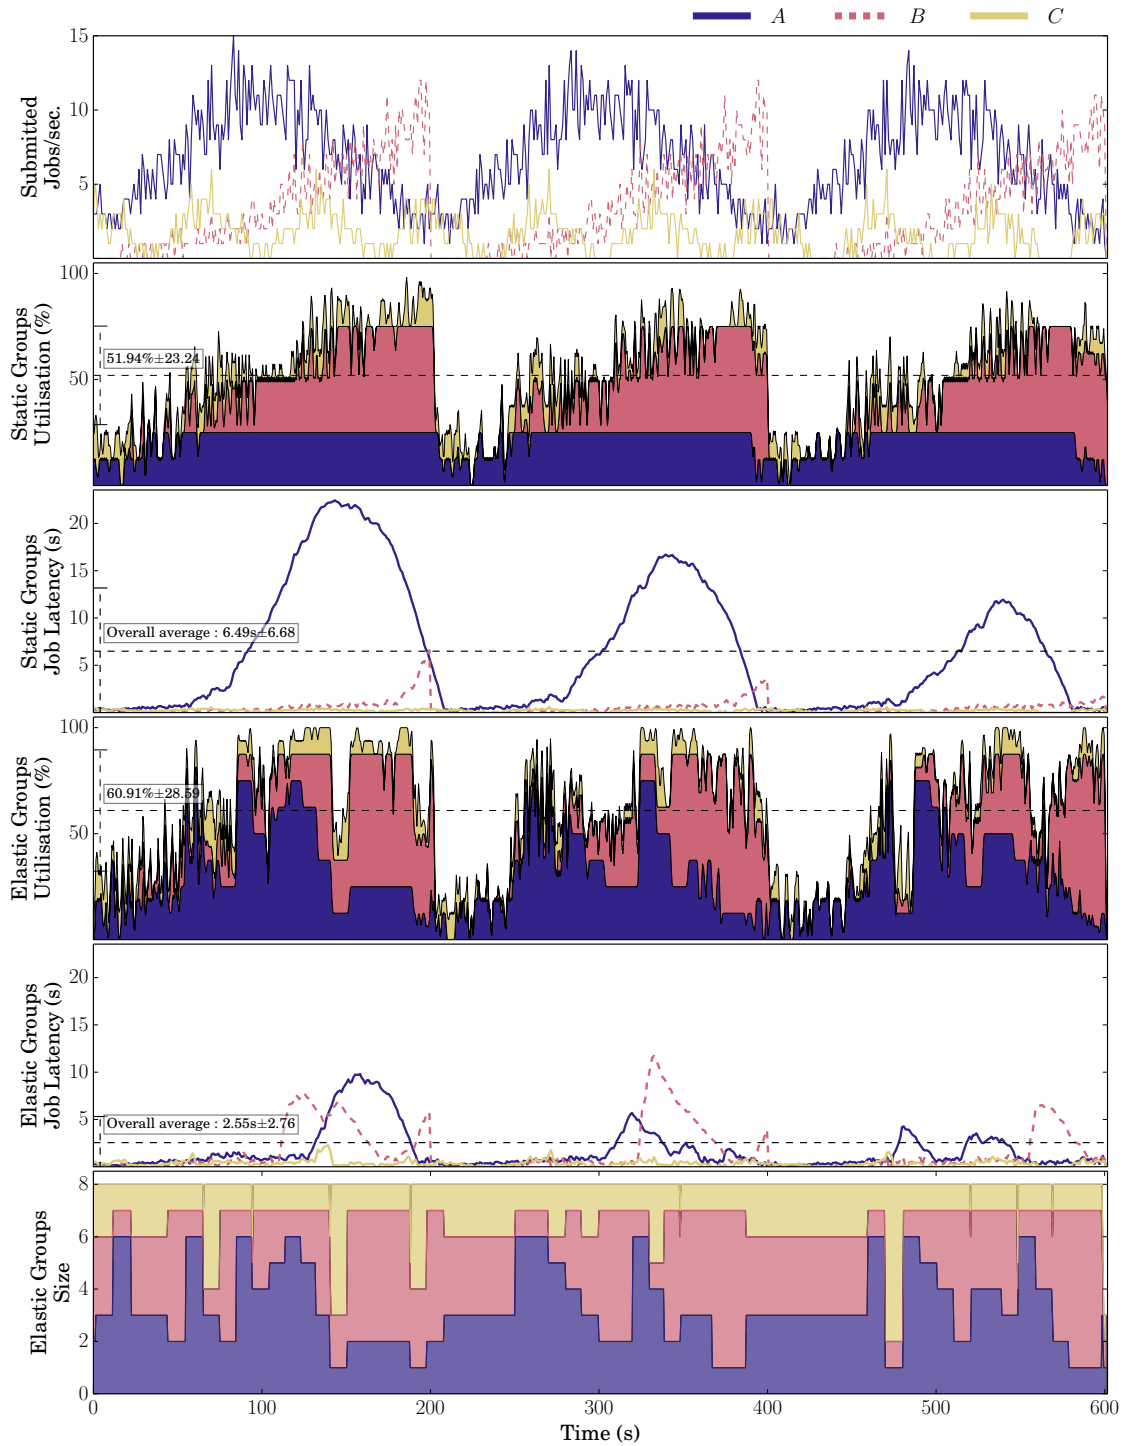 A B C
15
10
5
Submitted
Jobs/sec.
100
50
Static Groups
Utilisation (%)
51.94%±23.24
20
15
10
5
Static Groups
Job Latency (s)
Overall average : 6.49s±6.68
100
50
Elastic Groups
Utilisation (%)
60.91%±28.59
20
15
10
5
Elastic Groups
Job Latency (s)
Overall average : 2.55s±2.76
8
6
4
2
0
Elastic Groups
Size
0 100 200 300 400 500 600
Time (s)